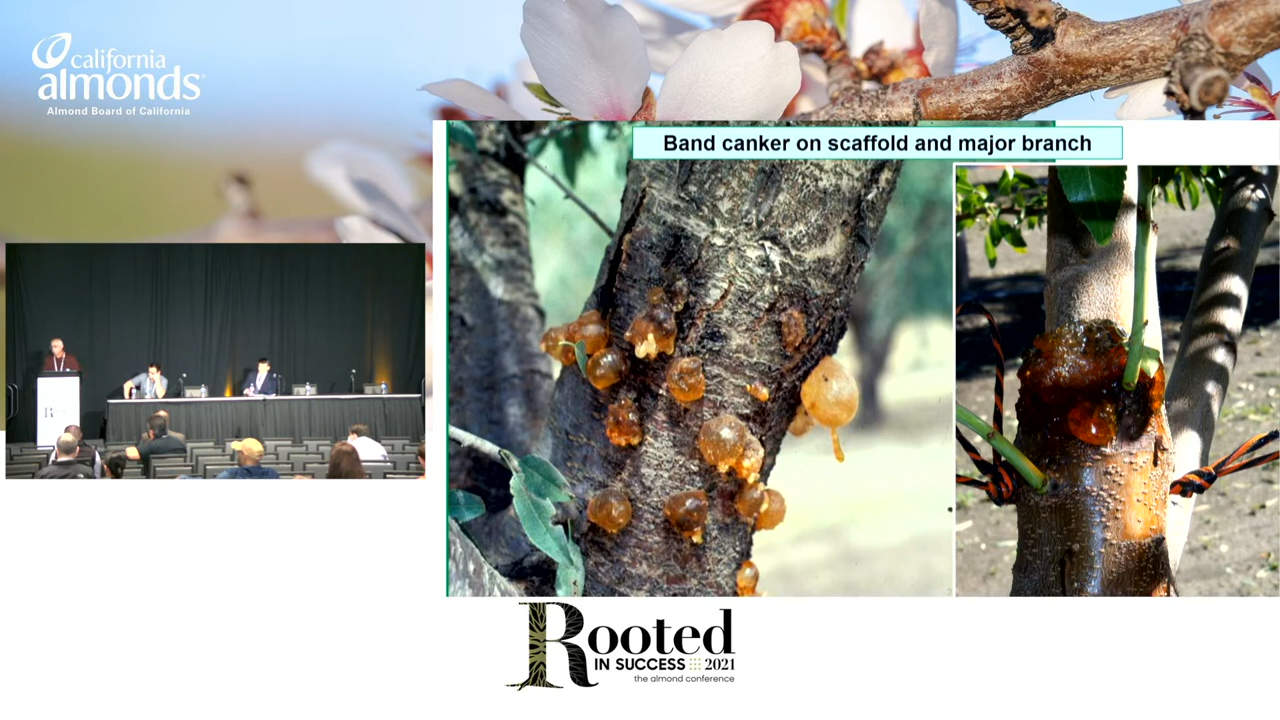 california
almonds
Almond Board of California
Band canker on scaffold and major branch
R
Rooted
IN SUCCESS 2021
the almond conference